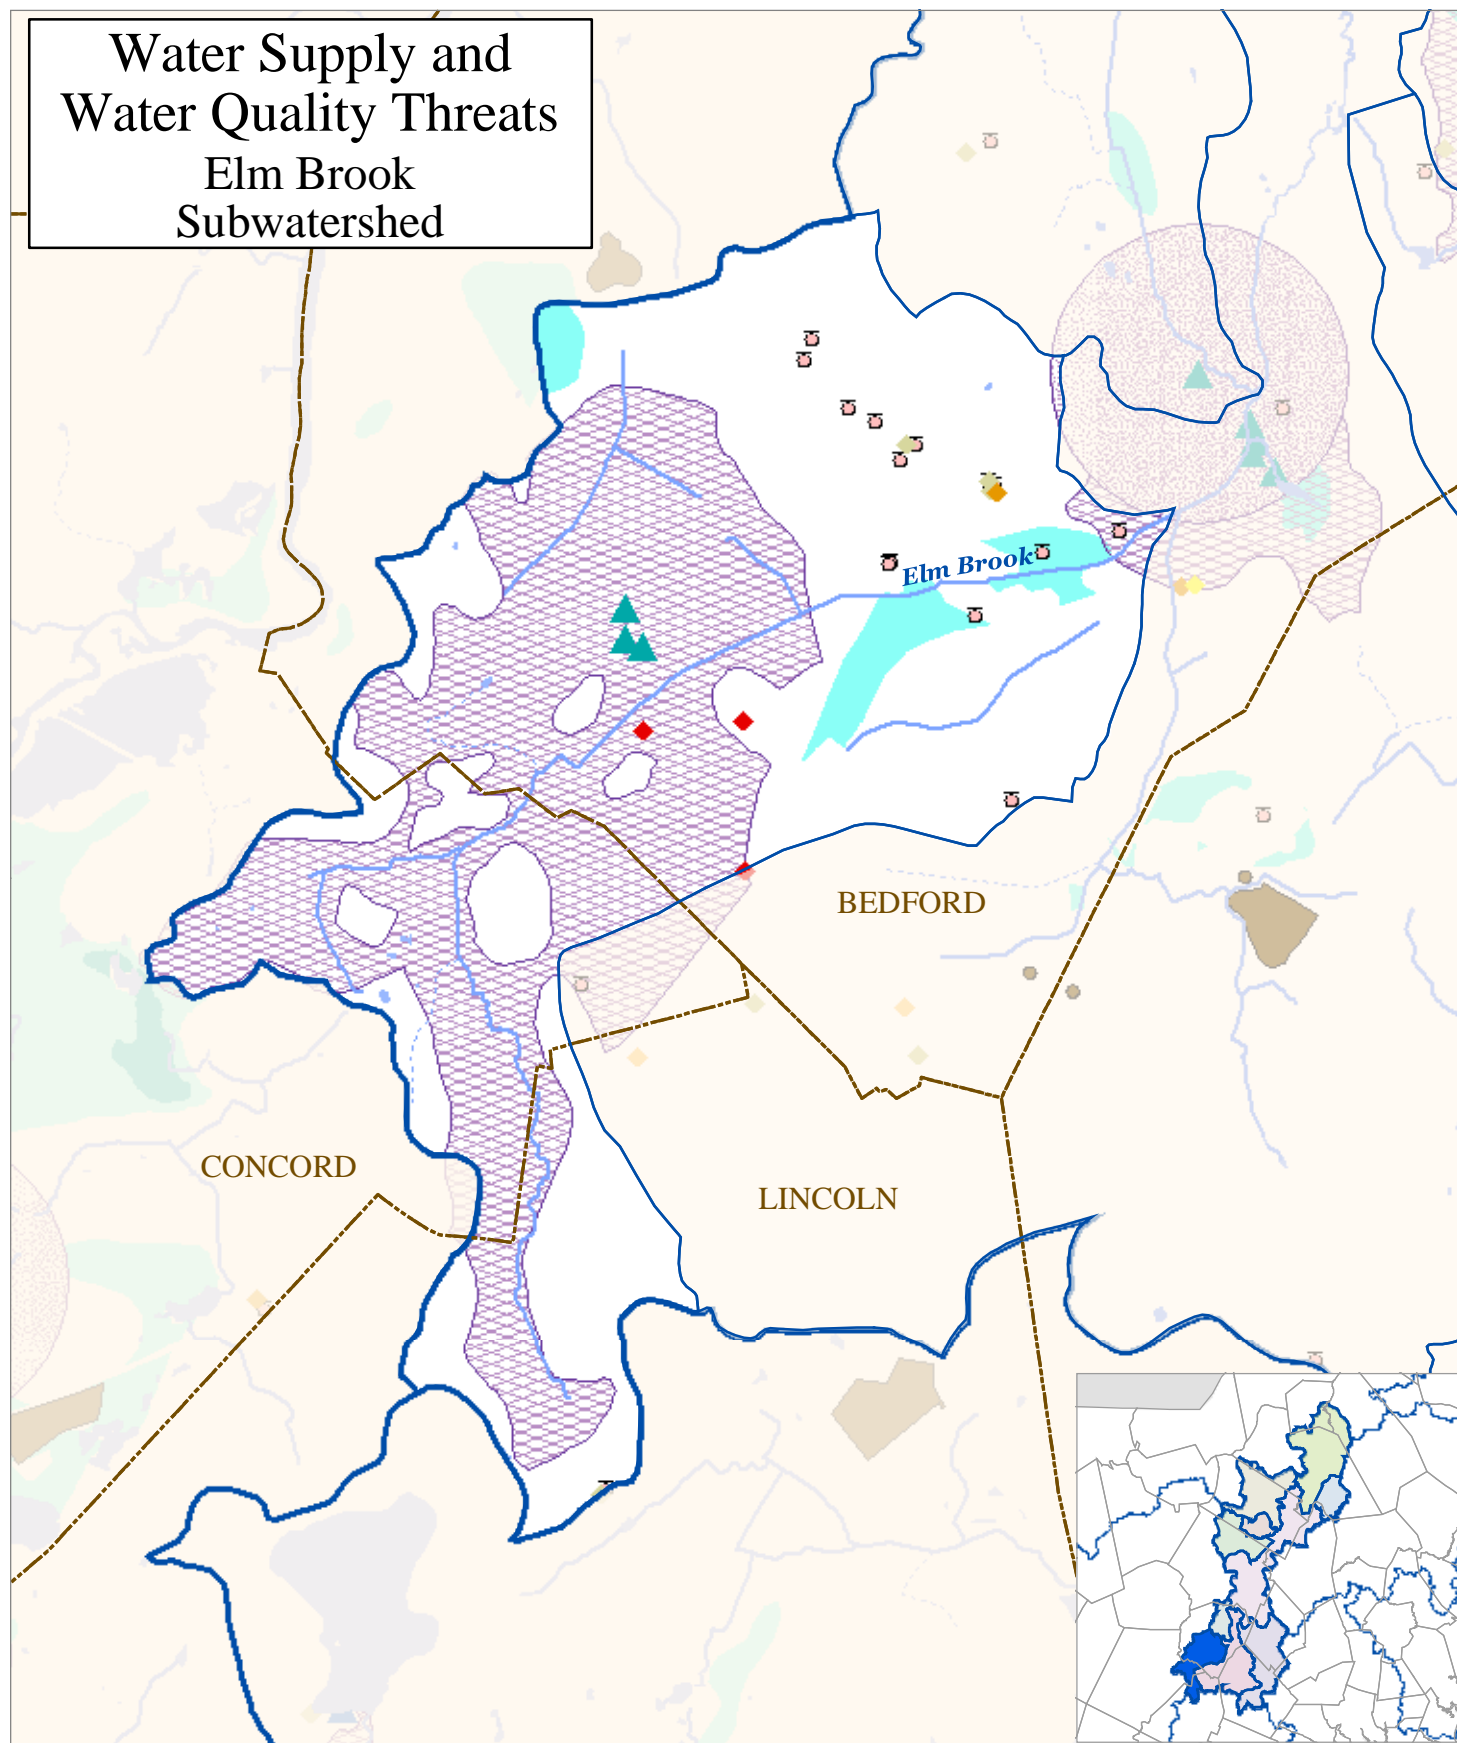 Water Supply and
Water Quality Threats
Elm Brook
Subwatershed
Elm Brook
BEDFORD
CONCORD
LINCOLN